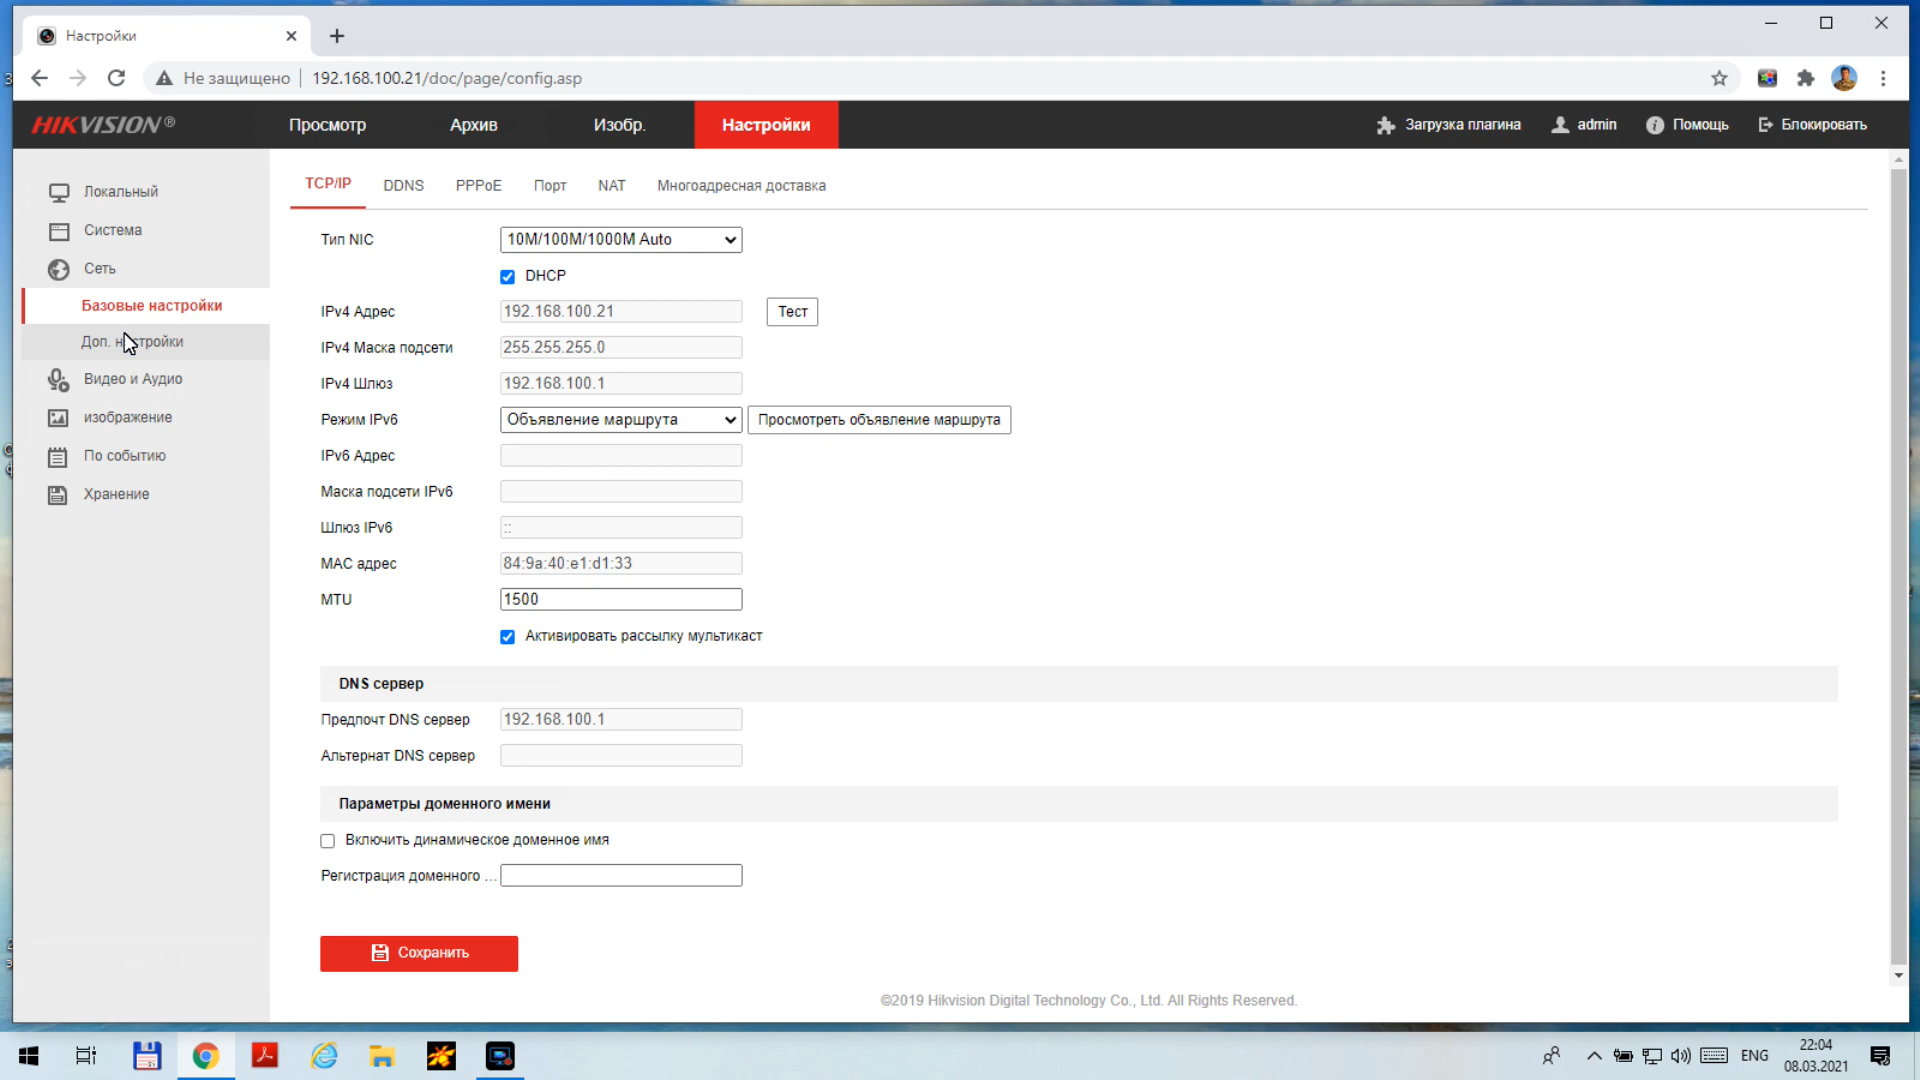 Настройки
Не защищено
192.168.100.21/doc/page/config.asp
HIKVISION®
Просмотр
Архив
Изобр.
Настройки
Загрузка плагина
admin
Помощь
Блокировать
Локальный
Система
Сеть
Базовые настройки
Доп. настройки
Видео и Аудио
изображение
По событию
Хранение
TCP/IP
DDNS
PPPoE
Порт
NAT
Многоадресная доставка
Тип NIC
10M/100M/1000M Auto
DHCP
IPv4 Адрес
192.168.100.21
Тест
IPv4 Маска подсети
255.255.255.0
IPv4 Шлюз
192.168.100.1
Режим IPv6
Объявление маршрута
Просмотреть объявление маршрута
IPv6 Адрес
Маска подсети IPv6
Шлюз IPv6
::
MAC адрес
84:9a:40:e1:d1:33
MTU
1500
Активировать рассылку мультикаст
DNS сервер
Предпочт DNS сервер
192.168.100.1
Альтернат DNS сервер
Параметры доменного имени
Включить динамическое доменное имя
Регистрация доменного ...
Сохранить
©2019 Hikvision Digital Technology Co., Ltd. All Rights Reserved.
ENG
22:04
08.03.2021